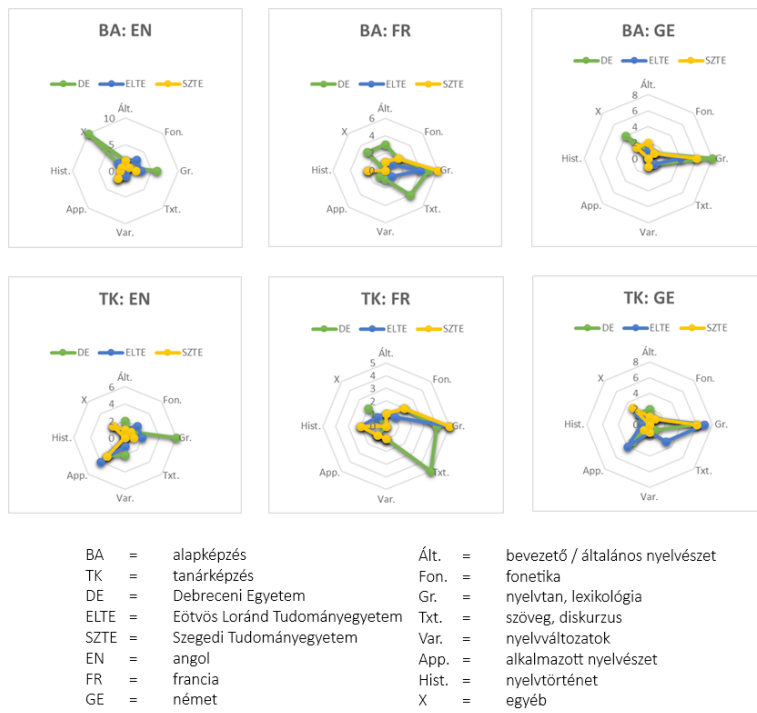 BA: EN
DE ELTE SZTE
Ált.
10
X Fon.
5
Hist. 0 Gr.
App. Txt.
Var.
BA: FR
DE ELTE SZTE
Ált.
6
X Fon.
4
2
Hist. 0 Gr.
App. Txt.
Var.
BA: GE
DE ELTE SZTE
Ált.
8
X Fon.
6
4
2
Hist. 0 Gr.
App. Txt.
Var.
TK: EN
DE ELTE SZTE
Ált.
6
X Fon.
4
2
Hist. 0 Gr.
App. Txt.
Var.
TK: FR
DE ELTE SZTE
Ált.
5
X Fon.
4
3
2
1
Hist. 0 Gr.
App. Txt.
Var.
TK: GE
DE ELTE SZTE
Ált.
8
X Fon.
6
4
2
Hist. 0 Gr.
App. Txt.
Var.
BA = alapképzés
TK = tanárképzés
DE = Debreceni Egyetem
ELTE = Eötvös Loránd Tudományegyetem
SZTE = Szegedi Tudományegyetem
EN = angol
FR = francia
GE = német
Ált. = bevezető / általános nyelvészet
Fon. = fonetika
Gr. = nyelvtan, lexikológia
Txt. = szöveg, diskurzus
Var. = nyelvváltozatok
App. = alkalmazott nyelvészet
Hist. = nyelvtörténet
X = egyéb